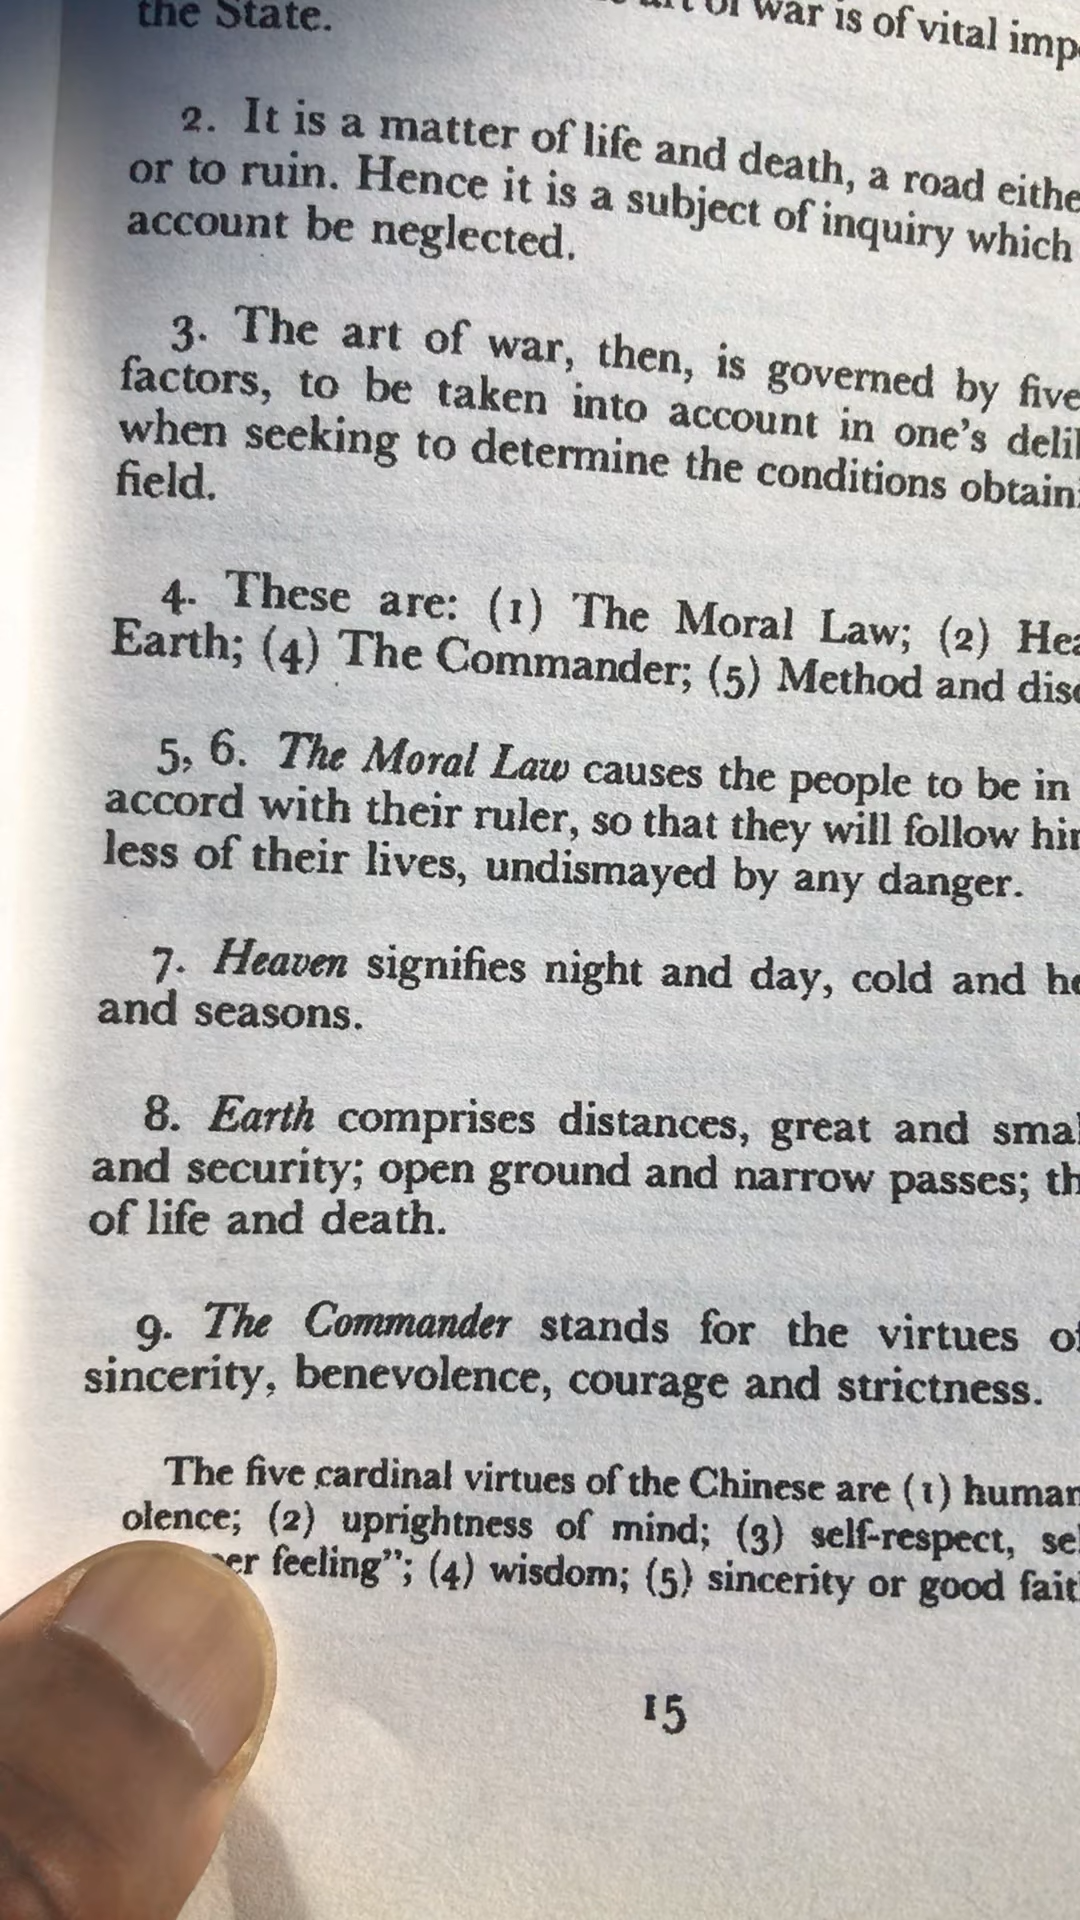 of war is of vital imp
the State.
2. It is a matter of life and death, a road eithe
or to ruin. Hence it is a subject of inquiry which
account be neglected.
3. The art of war, then, is governed by five
factors, to be taken into account in one's deli
when seeking to determine the conditions obtain
field.
4. These are: (1) The Moral Law; (2) Hea
Earth; (4) The Commander; (5) Method and disc
5, 6. The Moral Law causes the people to be in
accord with their ruler, so that they will follow hi
less of their lives, undismayed by any danger.
7. Heaven signifies night and day, cold and he
and seasons.
8. Earth comprises distances, great and smal
and security; open ground and narrow passes; th
of life and death.
9. The Commander stands for the virtues of
sincerity, benevolence, courage and strictness.
The five cardinal virtues of the Chinese are (1) human
olence; (2) uprightness of mind; (3) self-respect, sel
er feeling"; (4) wisdom; (5) sincerity or good fait
15